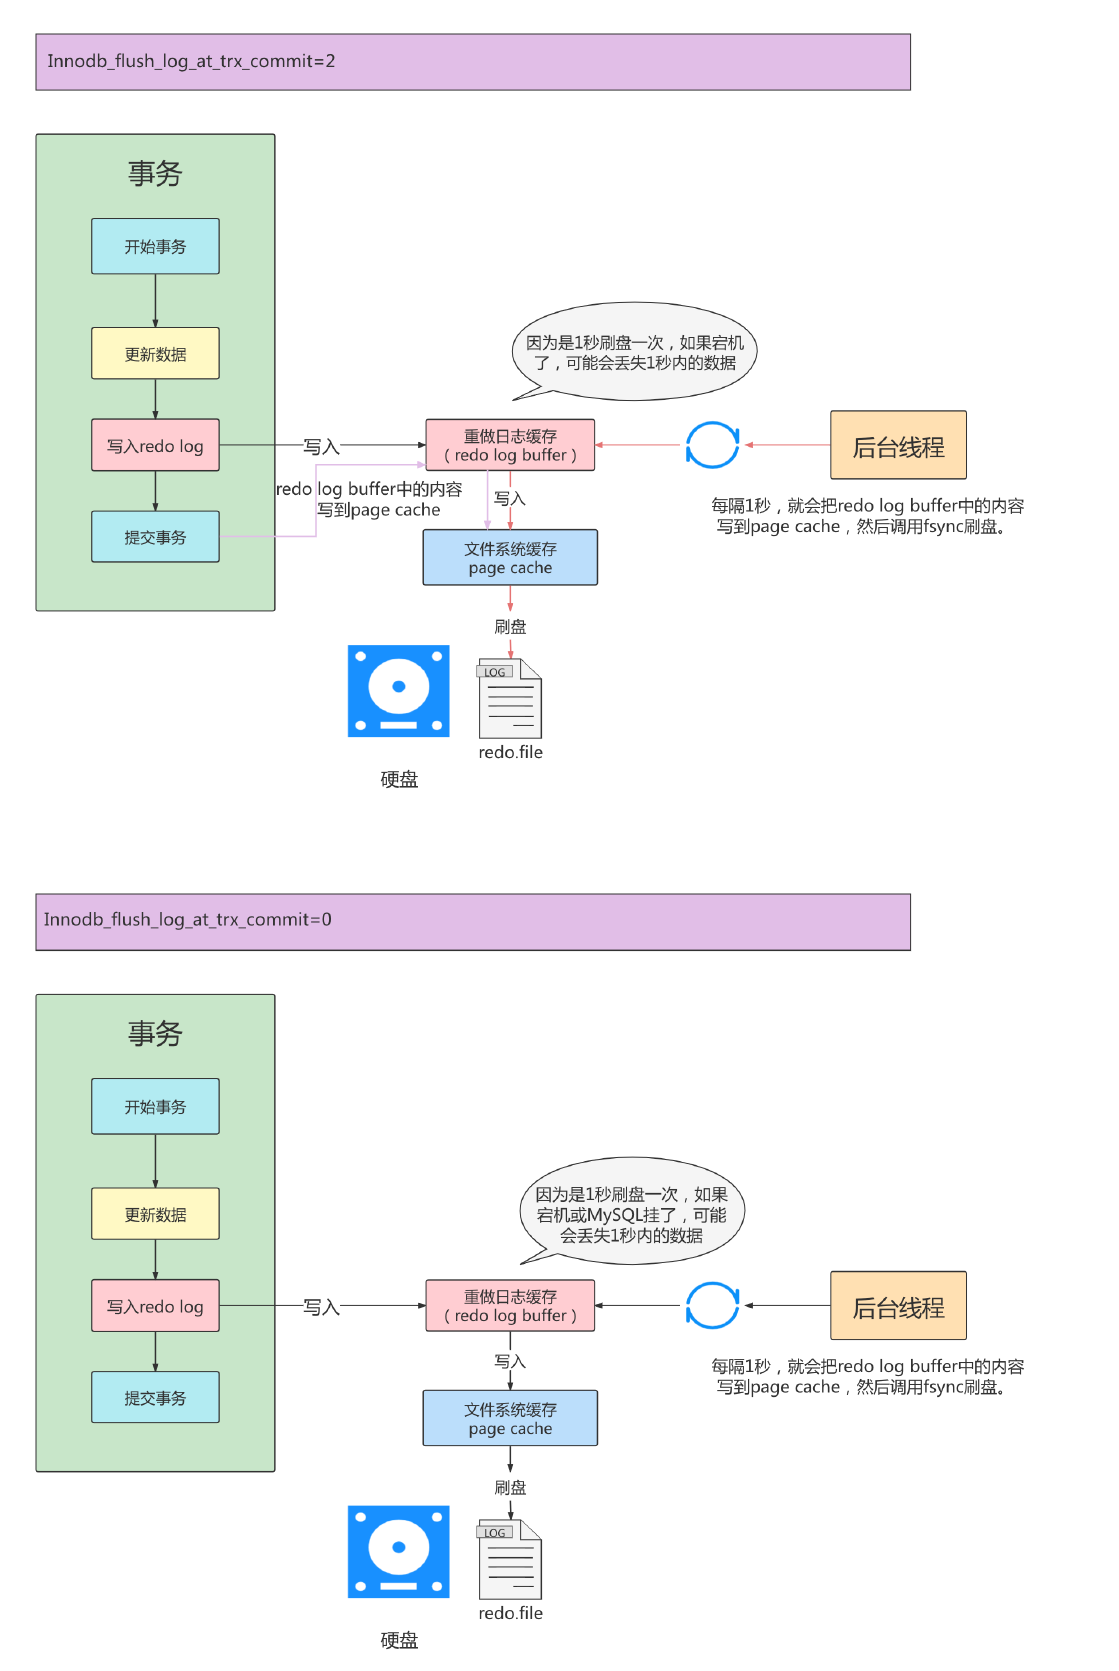 Innodb_flush_log_at_trx_commit=2
事务
开始事务
更新数据
写入redo log
提交事务
写入
redo log buffer中的内容
写到page cache
因为是1秒刷盘一次，如果宕机
了，可能会丢失1秒内的数据
重做日志缓存
（redo log buffer）
写入
文件系统缓存
page cache
刷盘
LOG
redo.file
硬盘
后台线程
每隔1秒，就会把redo log buffer中的内容
写到page cache，然后调用fsync刷盘。
Innodb_flush_log_at_trx_commit=0
事务
开始事务
更新数据
写入redo log
提交事务
写入
因为是1秒刷盘一次，如果
宕机或MySQL挂了，可能
会丢失1秒内的数据
重做日志缓存
（redo log buffer）
写入
文件系统缓存
page cache
刷盘
LOG
redo.file
硬盘
后台线程
每隔1秒，就会把redo log buffer中的内容
写到page cache，然后调用fsync刷盘。